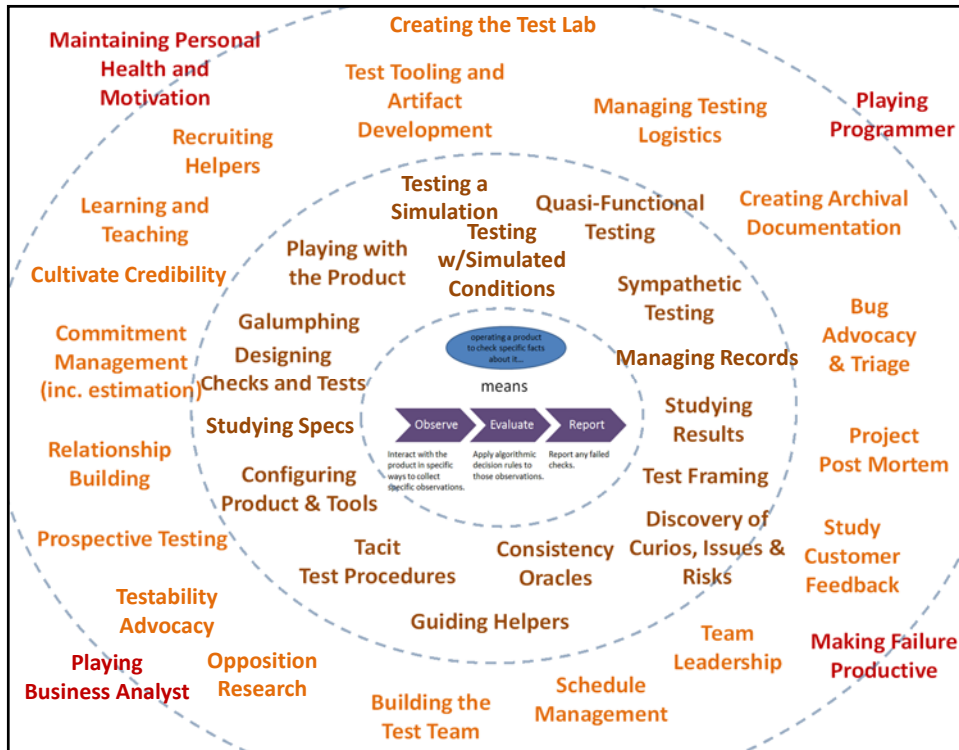 Creating the Test Lab
Maintaining Personal
Health and
Motivation
Test Tooling and
Artifact
Development
Managing Testing
Logistics
Playing
Programmer
Recruiting
Helpers
Learning and
Teaching
Creating Archival
Documentation
Cultivate Credibility
Testing a
Simulation
Quasi-Functional
Testing
Playing with
the Product
Testing
w/Simulated
Conditions
Sympathetic
Testing
Commitment
Management
(inc. estimation)
Bug
Advocacy
& Triage
Galumphing
Designing
Checks and Tests
Managing Records
operating a product
to check specific facts
about it...
means
Observe
Evaluate
Report
Interact with the
product in specific
ways to collect
specific observations.
Apply algorithmic
decision rules to
those observations.
Report any failed
checks.
Studying Specs
Studying
Results
Relationship
Building
Project
Post Mortem
Configuring
Product & Tools
Test Framing
Prospective Testing
Tacit
Test Procedures
Consistency
Oracles
Discovery of
Curios, Issues &
Risks
Study
Customer
Feedback
Testability
Advocacy
Guiding Helpers
Playing
Business Analyst
Opposition
Research
Team
Leadership
Making Failure
Productive
Building the
Test Team
Schedule
Management